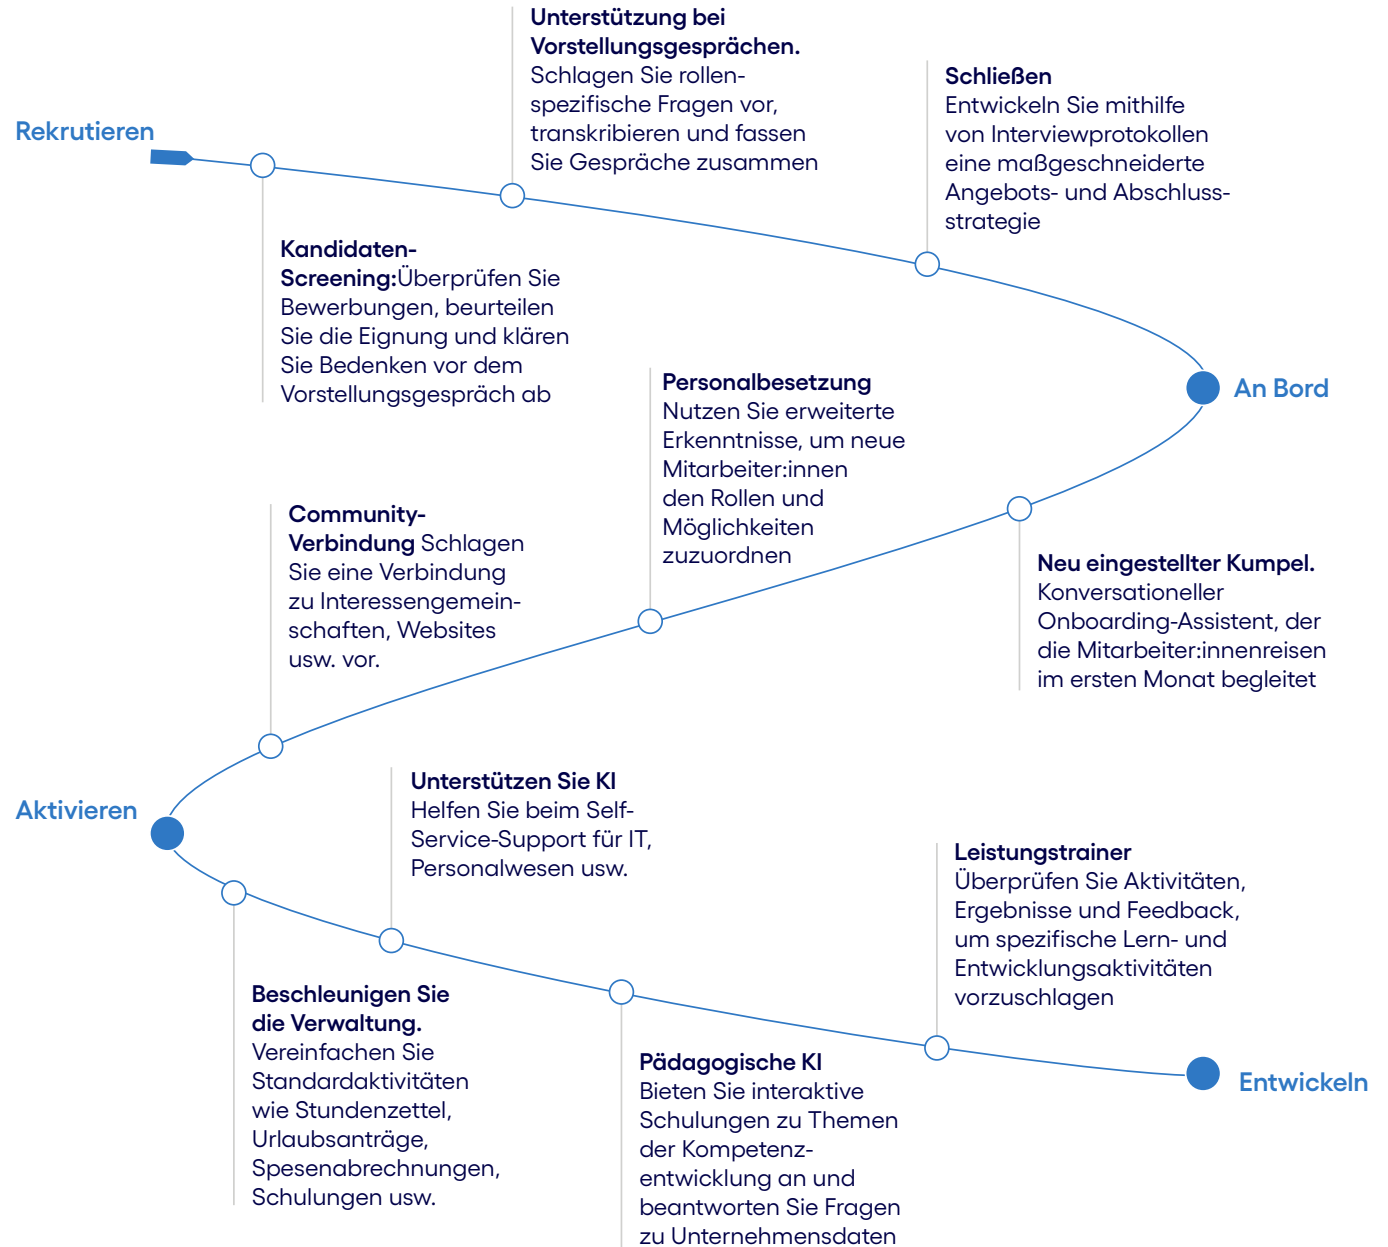 Rekrutieren
Kandidaten-
Screening:Überprüfen Sie
Bewerbungen, beurteilen
Sie die Eignung und klären
Sie Bedenken vor dem
Vorstellungsgespräch ab
Unterstützung bei
Vorstellungsgesprächen.
Schlagen Sie rollen-
spezifische Fragen vor,
transkribieren und fassen
Sie Gespräche zusammen
Schließen
Entwickeln Sie mithilfe
von Interviewprotokollen
eine maßgeschneiderte
Angebots- und Abschluss-
strategie
An Bord
Neu eingestellter Kumpel.
Konversationeller
Onboarding-Assistent, der
die Mitarbeiter:innenreisen
im ersten Monat begleitet
Personalbesetzung
Nutzen Sie erweiterte
Erkenntnisse, um neue
Mitarbeiter:innen
den Rollen und
Möglichkeiten
zuzuordnen
Community-
Verbindung Schlagen
Sie eine Verbindung
zu Interessengemein-
schaften, Websites
usw. vor.
Aktivieren
Beschleunigen Sie
die Verwaltung.
Vereinfachen Sie
Standardaktivitäten
wie Stundenzettel,
Urlaubsanträge,
Spesenabrechnungen,
Schulungen usw.
Unterstützen Sie KI
Helfen Sie beim Self-
Service-Support für IT,
Personalwesen usw.
Pädagogische KI
Bieten Sie interaktive
Schulungen zu Themen
der Kompetenz-
entwicklung an und
beantworten Sie Fragen
zu Unternehmensdaten
Leistungstrainer
Überprüfen Sie Aktivitäten,
Ergebnisse und Feedback,
um spezifische Lern- und
Entwicklungsaktivitäten
vorzuschlagen
Entwickeln